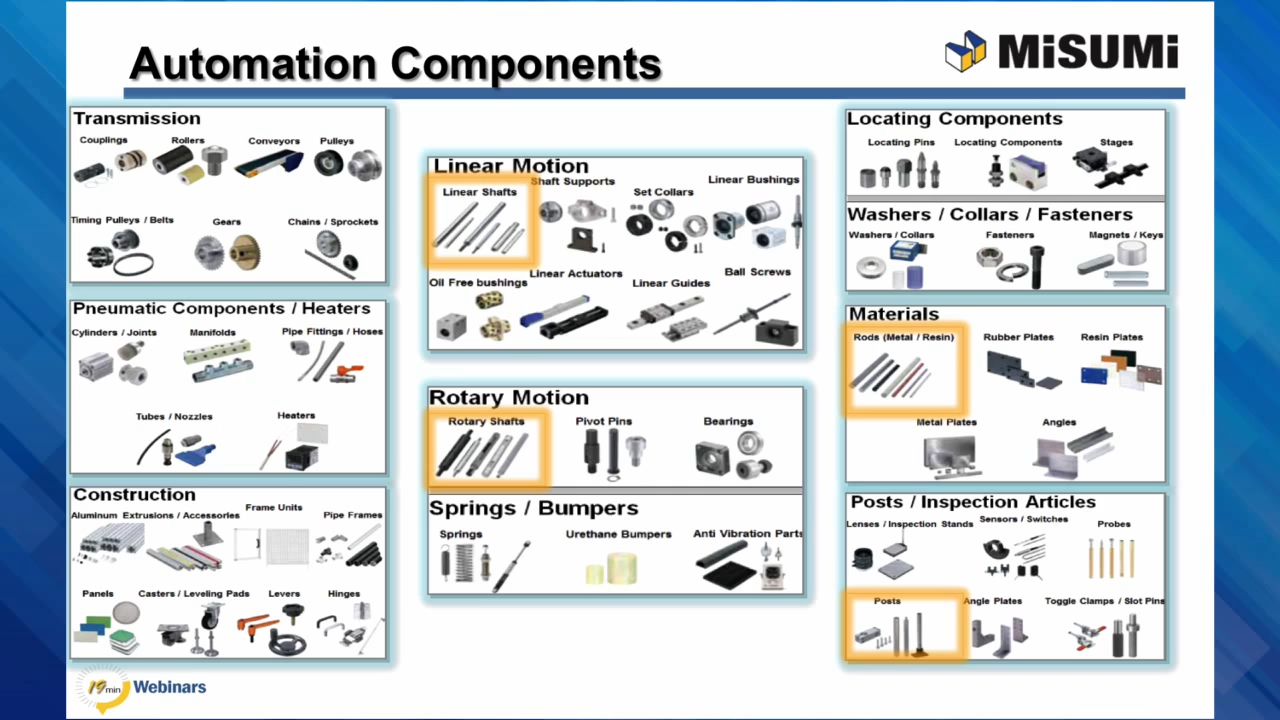 Automation Components
MiSUMi
Transmission
Couplings
Rollers
Conveyors
Pulleys
Timing Pulleys / Belts
Gears
Chains / Sprockets
Pneumatic Components / Heaters
Cylinders / Joints
Manifolds
Pipe Fittings / Hoses
Tubes / Nozzles
Heaters
Construction
Aluminum Extrusions / Accessories
Frame Units
Pipe Frames
Panels
Casters / Leveling Pads
Levers
Hinges
Linear Motion
Linear Shafts
Shaft Supports
Set Collars
Linear Bushings
Oil Free bushings
Linear Actuators
Linear Guides
Ball Screws
Rotary Motion
Rotary Shafts
Pivot Pins
Bearings
Springs / Bumpers
Springs
Urethane Bumpers
Anti Vibration Parts
Locating Components
Locating Pins
Locating Components
Stages
Washers / Collars / Fasteners
Washers / Collars
Fasteners
Magnets / Keys
Materials
Rods (Metal / Resin)
Rubber Plates
Resin Plates
Metal Plates
Angles
Posts / Inspection Articles
Lenses / Inspection Stands
Sensors / Switches
Probes
Posts
Angle Plates
Toggle Clamps / Slot Pins
19min Webinars